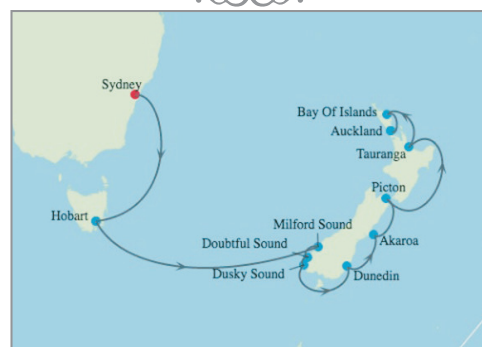 Sydney
Bay Of Islands
Auckland
Tauranga
Picton
Hobart
Milford Sound
Doubtful Sound
Akaroa
Dusky Sound
Dunedin